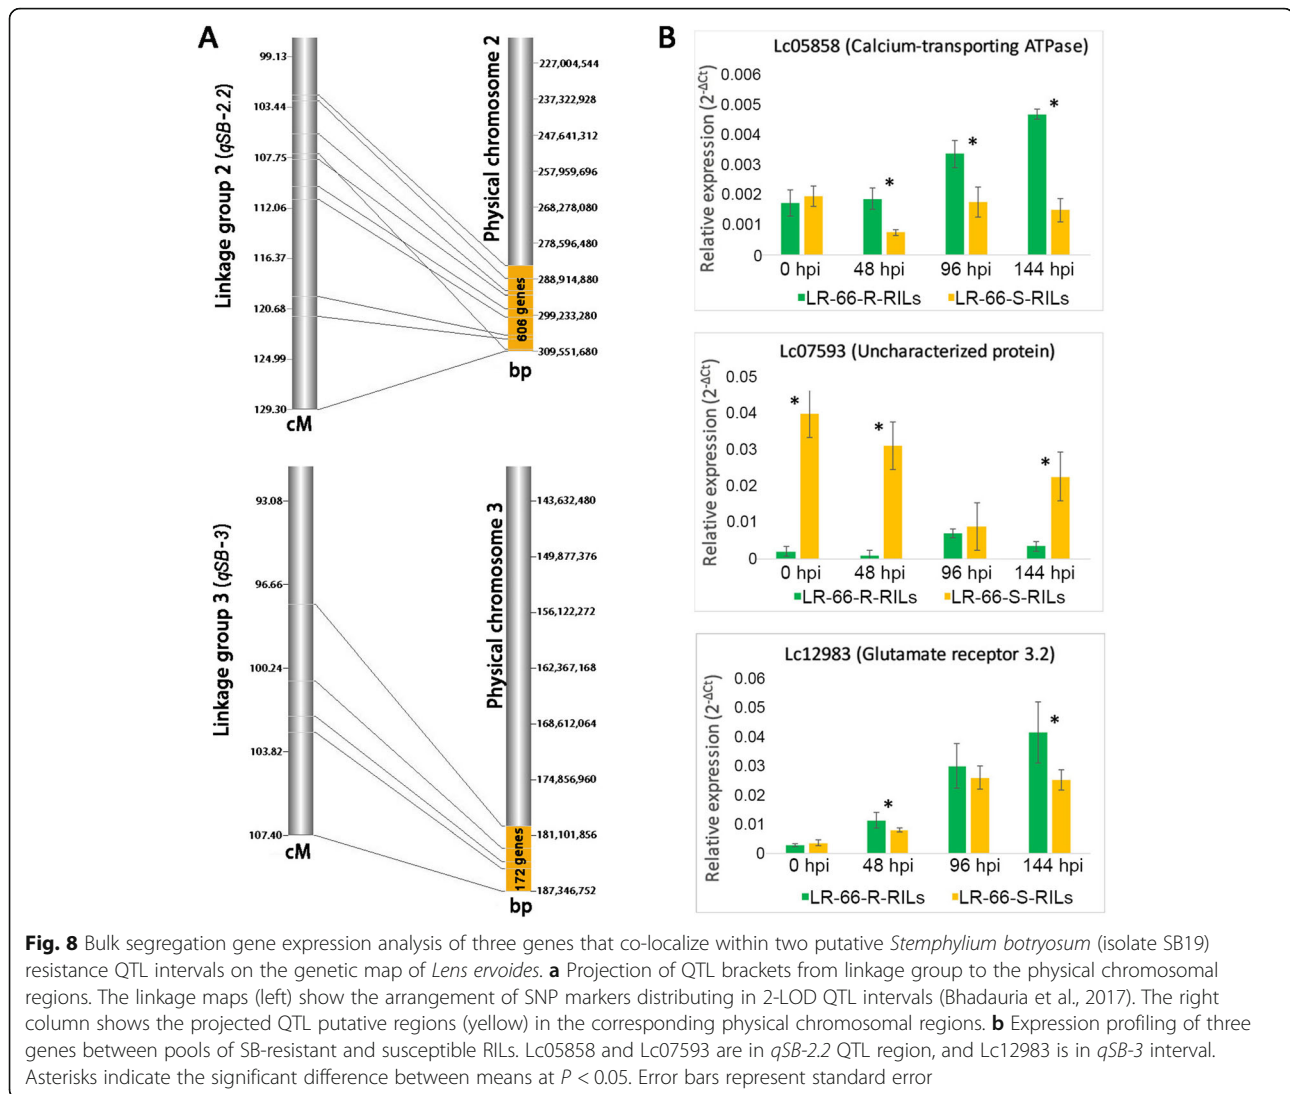 A
Linkage group 2 (qSB-2.2)
99.13
103.44
107.75
112.06
116.37
120.68
124.99
129.30
cM
Physical chromosome 2
227,004,544
237,322,928
247,641,312
257,959,696
268,278,080
278,596,480
288,914,880
299,233,280
309,551,680
606 genes
bp
Linkage group 3 (qSB-3)
93.08
96.66
100.24
103.82
107.40
cM
Physical chromosome 3
143,632,480
149,877,376
156,122,272
162,367,168
168,612,064
174,856,960
181,101,856
187,346,752
172 genes
bp
B
Lc05858 (Calcium-transporting ATPase)
Relative expression (2-ΔCt)
0.006
0.005
0.004
0.003
0.002
0.001
0
* * *
0 hpi 48 hpi 96 hpi 144 hpi
LR-66-R-RILs LR-66-S-RILs
Lc07593 (Uncharacterized protein)
Relative expression (2-ΔCt)
0.05
0.04
0.03
0.02
0.01
0
* * *
0 hpi 48 hpi 96 hpi 144 hpi
LR-66-R-RILs LR-66-S-RILs
Lc12983 (Glutamate receptor 3.2)
Relative expression (2-ΔCt)
0.06
0.05
0.04
0.03
0.02
0.01
0
* *
0 hpi 48 hpi 96 hpi 144 hpi
LR-66-R-RILs LR-66-S-RILs
Fig. 8 Bulk segregation gene expression analysis of three genes that co-localize within two putative Stemphylium botryosum (isolate SB19)
resistance QTL intervals on the genetic map of Lens ervoides. a Projection of QTL brackets from linkage group to the physical chromosomal
regions. The linkage maps (left) show the arrangement of SNP markers distributing in 2-LOD QTL intervals (Bhadauria et al., 2017). The right
column shows the projected QTL putative regions (yellow) in the corresponding physical chromosomal regions. b Expression profiling of three
genes between pools of SB-resistant and susceptible RILs. Lc05858 and Lc07593 are in qSB-2.2 QTL region, and Lc12983 is in qSB-3 interval.
Asterisks indicate the significant difference between means at P < 0.05. Error bars represent standard error